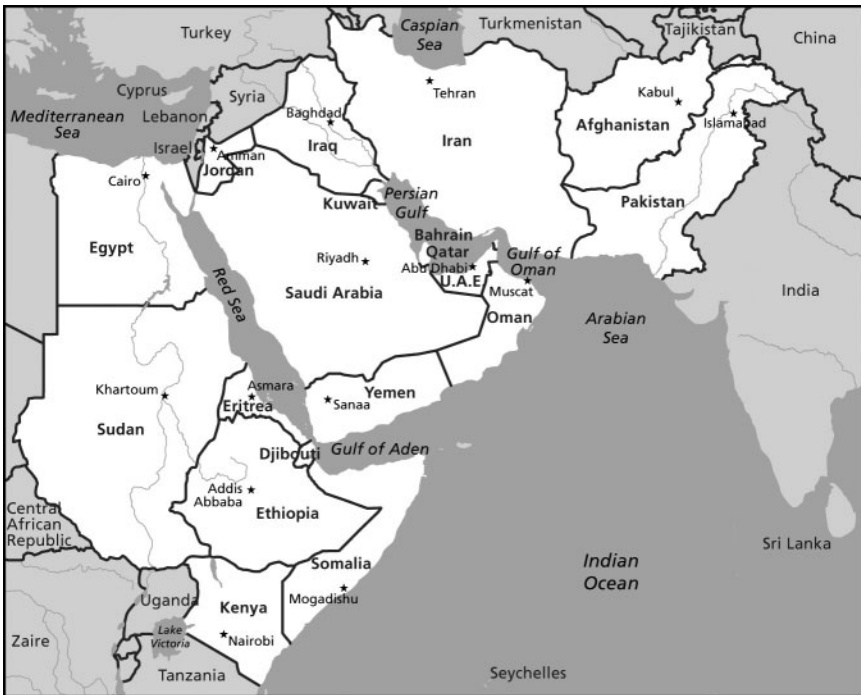 Turkey
Caspian
Sea
Turkmenistan
Tajikistan
China
Cyprus
Syria
Lebanon
Mediterranean
Sea
Israel
Baghdad
Iraq
Tehran
Iran
Kabul
Afghanistan
Islamabad
Amman
Jordan
Cairo
Egypt
Kuwait
Persian
Gulf
Pakistan
Bahrain
Qatar
Riyadh
Abu Dhabi
U.A.E
Gulf of
Oman
Muscat
Red Sea
Saudi Arabia
Oman
India
Arabian
Sea
Khartoum
Sudan
Asmara
Eritrea
Yemen
Sanaa
Djibouti
Gulf of Aden
Addis
Abbaba
Ethiopia
Central
African
Republic
Somalia
Mogadishu
Indian
Ocean
Sri Lanka
Uganda
Kenya
Lake
Victoria
Nairobi
Zaire
Tanzania
Seychelles